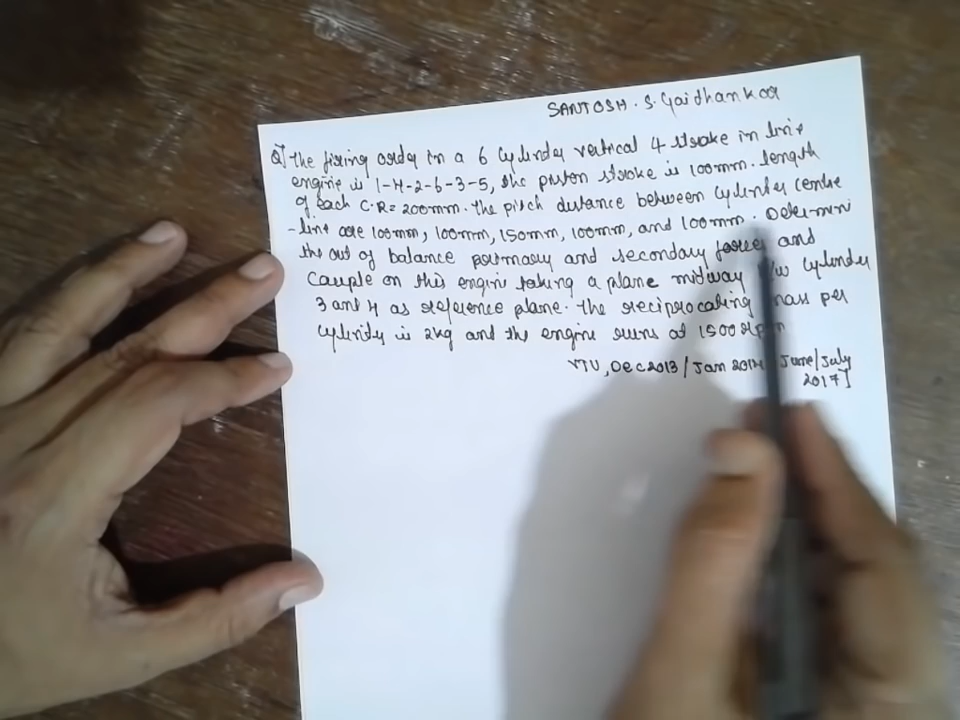 SANTOSH. S. Gaidhankar
Q] The firing order in a 6 cylinder vertical 4 stroke in line
engine is 1-4-2-6-3-5, the piston stroke is 100mm. length
of each C.R = 200mm. The pitch distance between cylinder centre
-line are 100mm, 100mm, 150mm, 100mm, and 100mm. Determine
the out of balance primary and secondary forces and
Couple on this engine taking a plane midway b/w cylinder
3 and 4 as reference plane. The reciprocating mass per
cylinder is 2kg and the engine runs at 1500 rpm
VTU, Dec 2013/Jan 2014 June/July
2017]